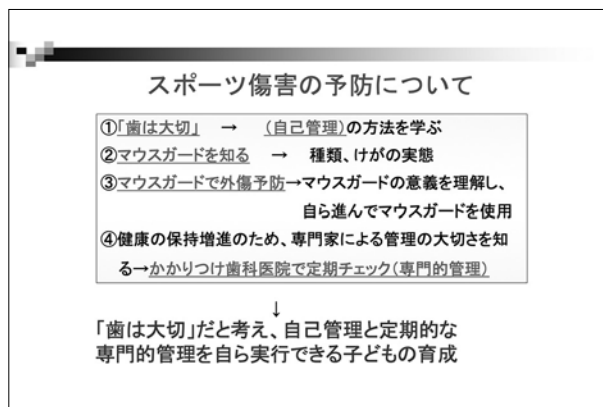 スポーツ傷害の予防について
①「歯は大切」 → (自己管理)の方法を学ぶ
②マウスガードを知る → 種類、けがの実態
③マウスガードで外傷予防→マウスガードの意義を理解し、
自ら進んでマウスガードを使用
④健康の保持増進のため、専門家による管理の大切さを知
る→かかりつけ歯科医院で定期チェック(専門的管理)
↓
「歯は大切」だと考え、自己管理と定期的な
専門的管理を自ら実行できる子どもの育成